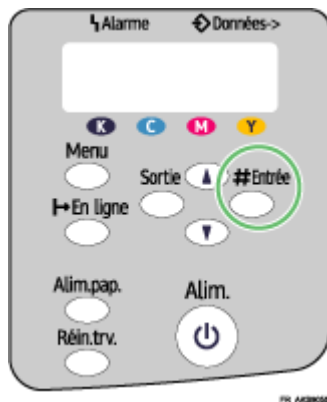 Alarme Données->
K C M Y
Menu
Sortie #Entrée
En ligne
Alim.pap. Alim.
Réin.trv.